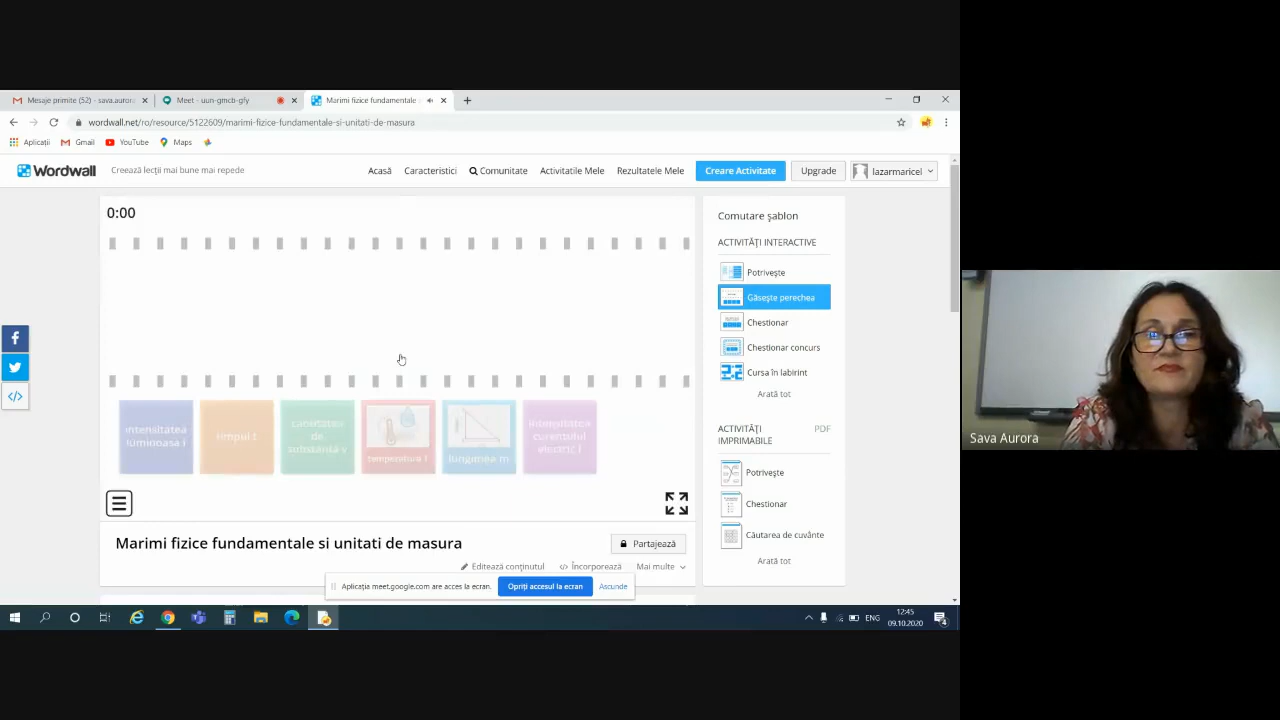 Mesaje primite (52) - sava.auror
Meet - uun-gmcb-gfy
Marimi fizice fundamentale
wordwall.net/ro/resource/5122609/marimi-fizice-fundamentale-si-unitati-de-masura
Aplicații
Gmail
YouTube
Maps
Wordwall
Creează lecții mai bune mai repede
Acasă
Caracteristici
Comunitate
Activitatile Mele
Rezultatele Mele
Creare Activitate
Upgrade
lazarmaricel
0:00
intensitatea
luminoasa I
timpul t
cantitatea
de
substanta ν
temperatura T
lungimea m
intensitatea
curentului
electric I
Marimi fizice fundamentale si unitati de masura
Partajează
Editează conținutul
Încorporează
Mai multe
Comutare șablon
ACTIVITĂȚI INTERACTIVE
Potrivește
Găsește perechea
Chestionar
Chestionar concurs
Cursa în labirint
Arată tot
ACTIVITĂȚI
IMPRIMABILE
PDF
Potrivește
Chestionar
Căutarea de cuvânte
Arată tot
Aplicația meet.google.com are acces la ecran.
Opriți accesul la ecran
Ascunde
ENG
12:45
09.10.2020
Sava Aurora